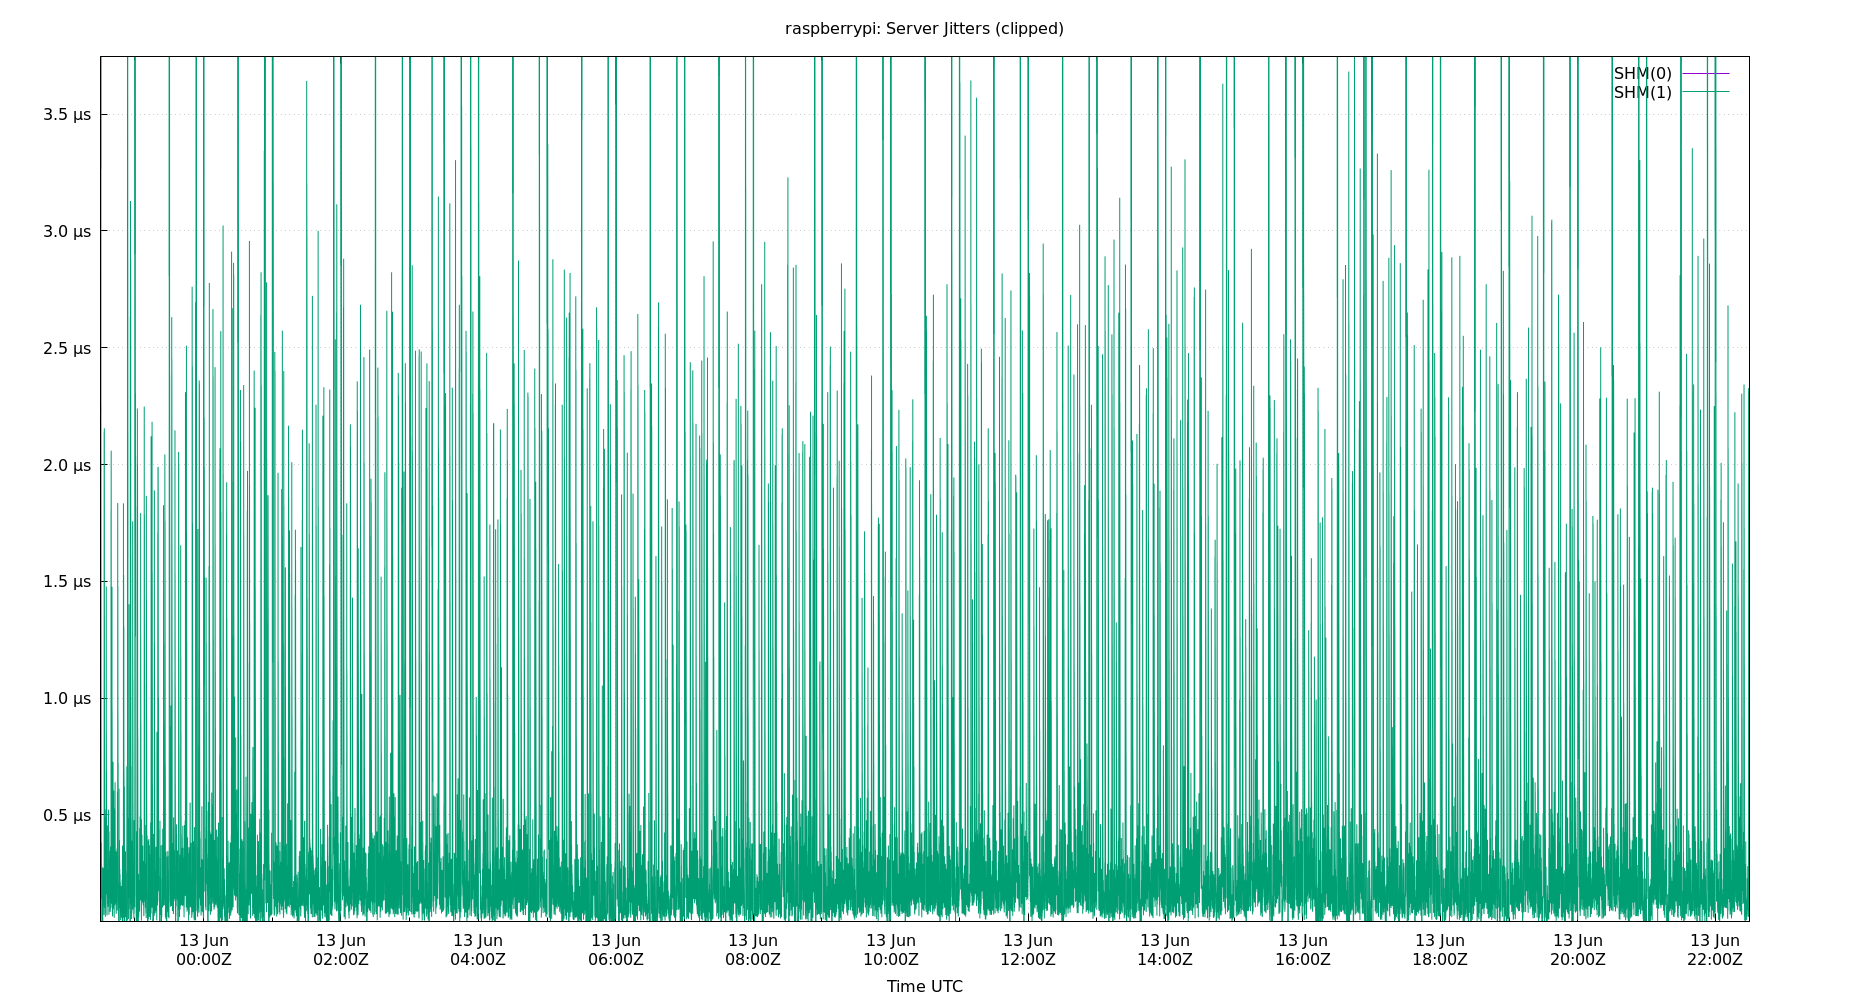 raspberrypi: Server Jitters (clipped)
SHM(0)
SHM(1)
3.5 µs
3.0 µs
2.5 µs
2.0 µs
1.5 µs
1.0 µs
0.5 µs
13 Jun 13 Jun 13 Jun 13 Jun 13 Jun 13 Jun 13 Jun 13 Jun 13 Jun 13 Jun 13 Jun 13 Jun
00:00Z 02:00Z 04:00Z 06:00Z 08:00Z 10:00Z 12:00Z 14:00Z 16:00Z 18:00Z 20:00Z 22:00Z
Time UTC